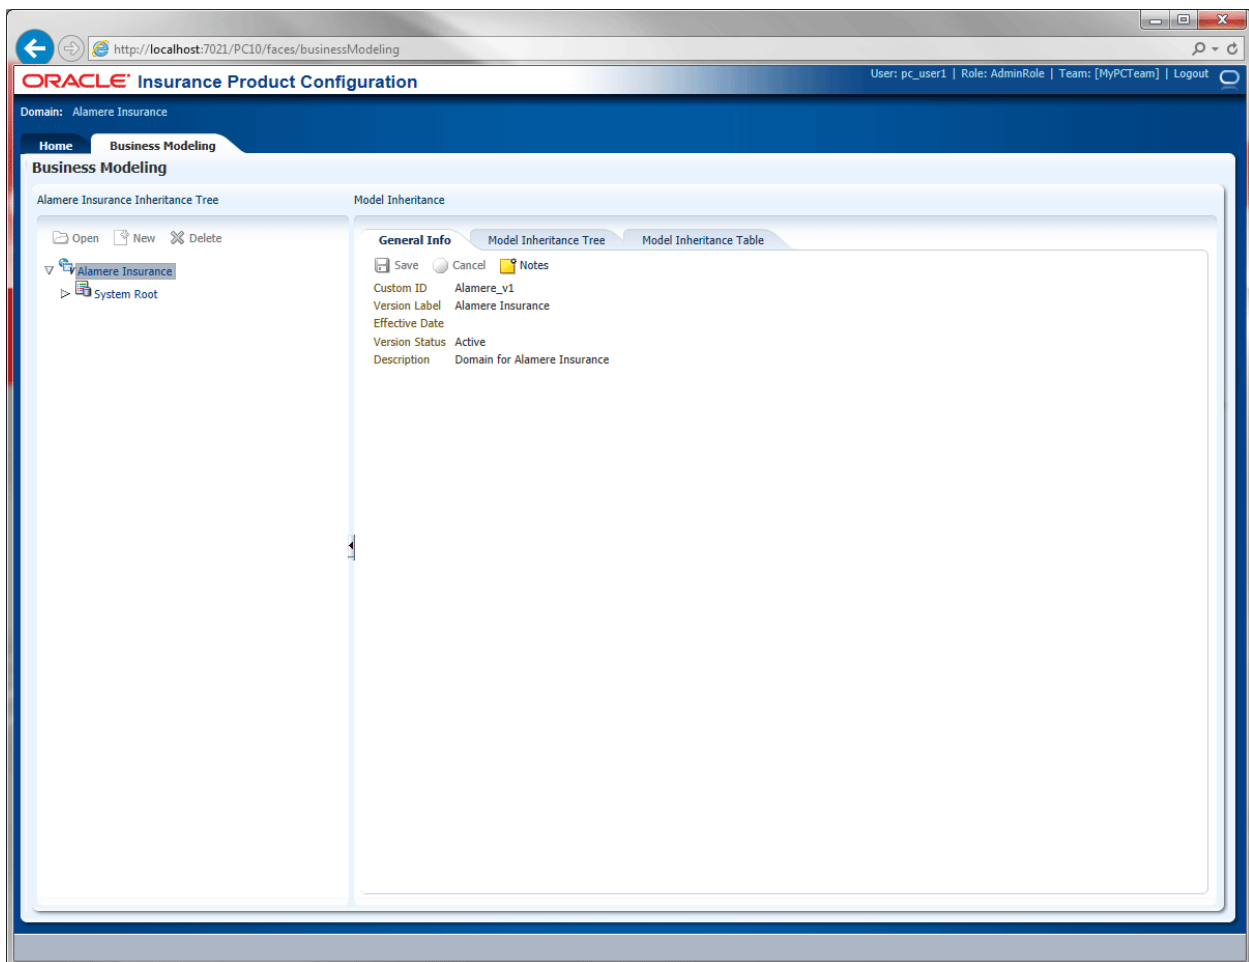 http://localhost:7021/PC10/faces/businessModeling
ORACLE Insurance Product Configuration
User: pc_user1 | Role: AdminRole | Team: [MyPCTeam] | Logout
Domain: Alamere Insurance
Home Business Modeling
Business Modeling
Alamere Insurance Inheritance Tree Model Inheritance
Open New Delete
General Info Model Inheritance Tree Model Inheritance Table
Save Cancel Notes
Alamere Insurance
System Root
Custom ID Alamere_v1
Version Label Alamere Insurance
Effective Date
Version Status Active
Description Domain for Alamere Insurance